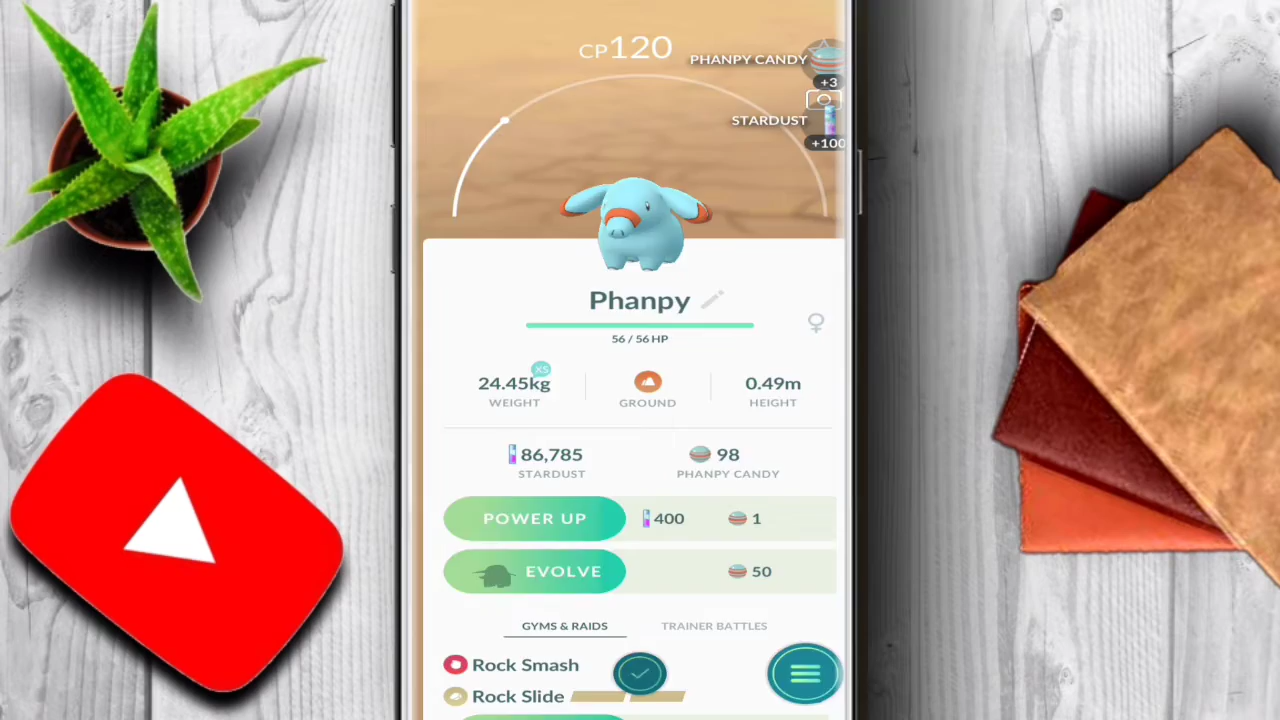 CP120
PHANPY CANDY
+3
STARDUST
+100
Phanpy
56 / 56 HP
XS
24.45kg
WEIGHT
GROUND
0.49m
HEIGHT
86,785
STARDUST
98
PHANPY CANDY
POWER UP 400 1
EVOLVE 50
GYMS & RAIDS TRAINER BATTLES
Rock Smash
Rock Slide